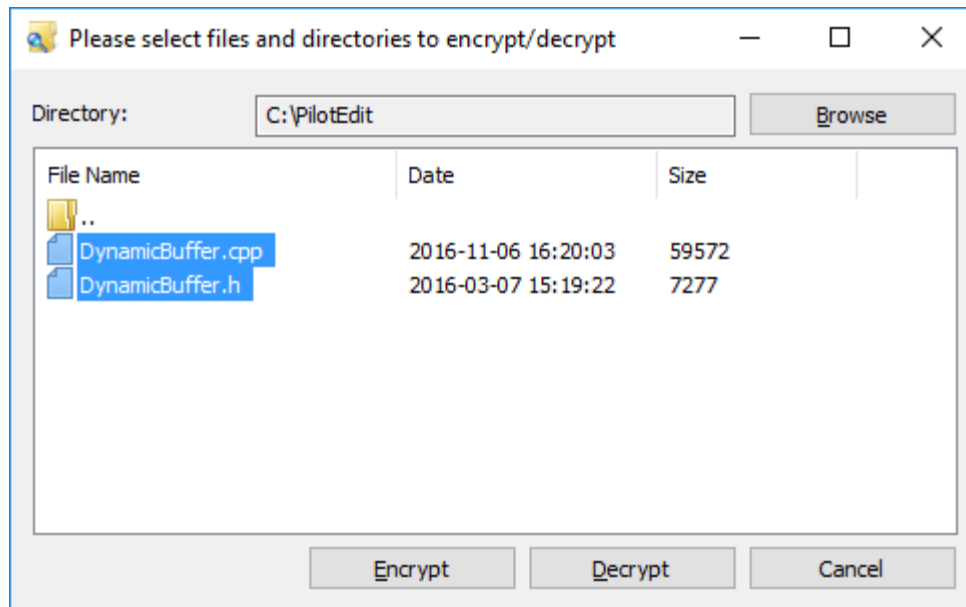 Please select files and directories to encrypt/decrypt
Directory: C:\PilotEdit Browse
File Name Date Size
..
DynamicBuffer.cpp 2016-11-06 16:20:03 59572
DynamicBuffer.h 2016-03-07 15:19:22 7277
Encrypt Decrypt Cancel